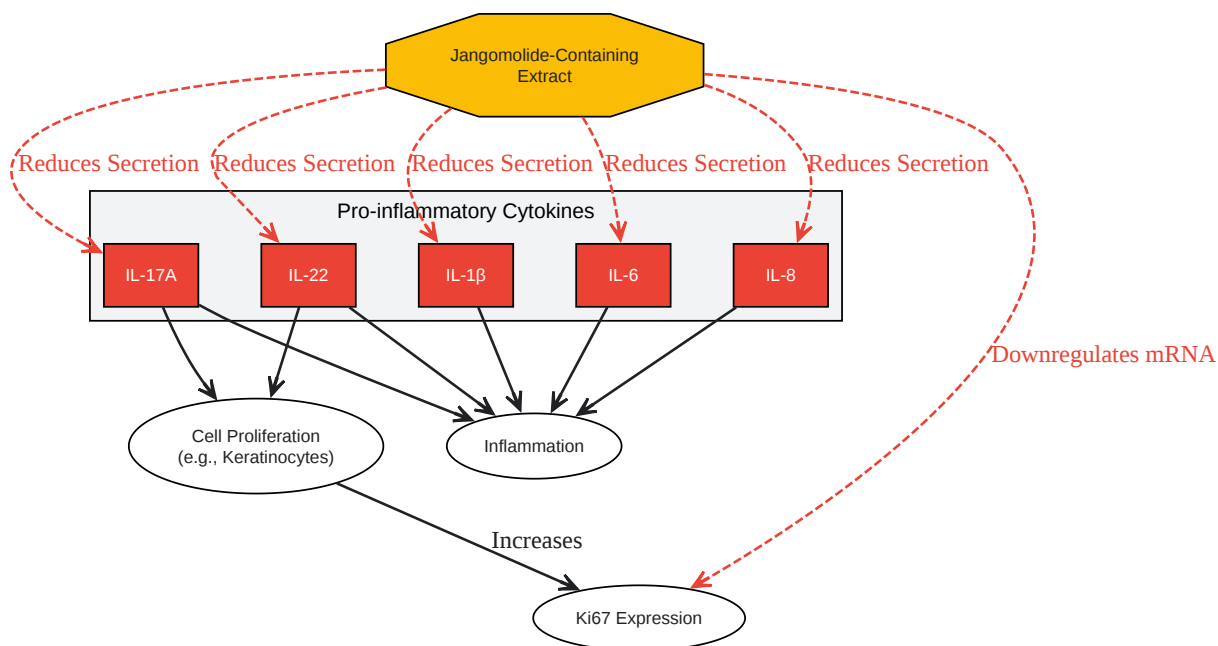 Jangomolide-Containing
Extract
Reduces Secretion
Reduces Secretion
Reduces Secretion
Reduces Secretion
Reduces Secretion
Pro-inflammatory Cytokines
IL-17A
IL-22
IL-1β
IL-6
IL-8
Downregulates mRNA
Cell Proliferation
(e.g., Keratinocytes)
Inflammation
Increases
Ki67 Expression